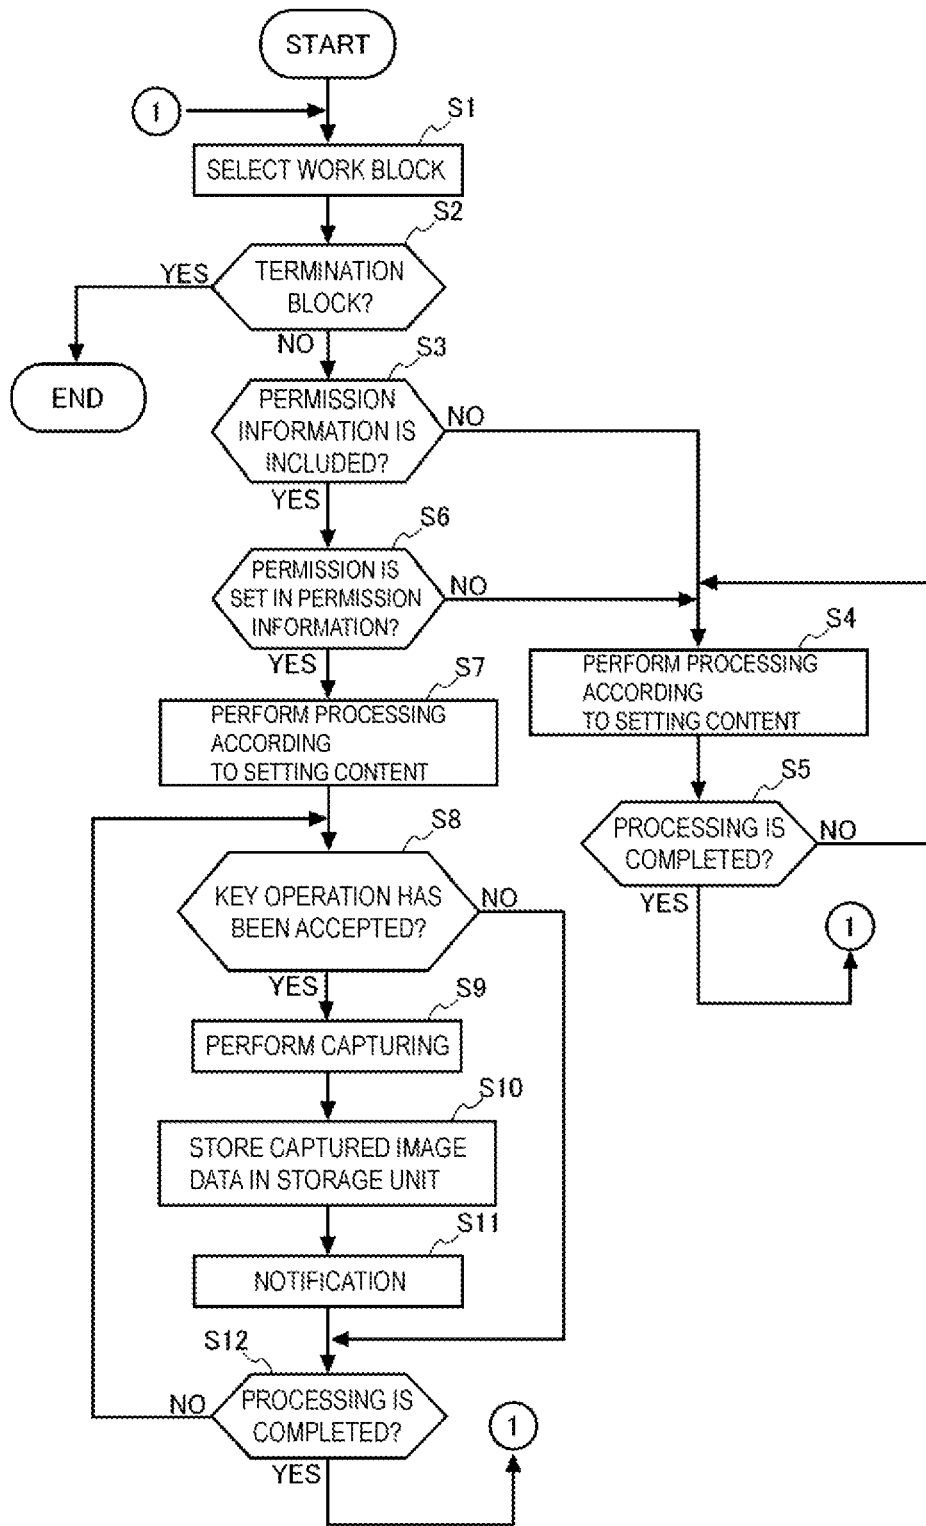 START
1
S1
SELECT WORK BLOCK
S2
TERMINATION
BLOCK?
YES
NO
END
S3
PERMISSION
INFORMATION IS
INCLUDED?
NO
YES
S6
PERMISSION IS
SET IN PERMISSION
INFORMATION?
NO
YES
S4
PERFORM PROCESSING
ACCORDING
TO SETTING CONTENT
S7
PERFORM PROCESSING
ACCORDING
TO SETTING CONTENT
S5
PROCESSING IS
COMPLETED?
NO
YES
1
S8
KEY OPERATION HAS
BEEN ACCEPTED?
NO
YES
S9
PERFORM CAPTURING
S10
STORE CAPTURED IMAGE
DATA IN STORAGE UNIT
S11
NOTIFICATION
S12
PROCESSING IS
COMPLETED?
NO
YES
1